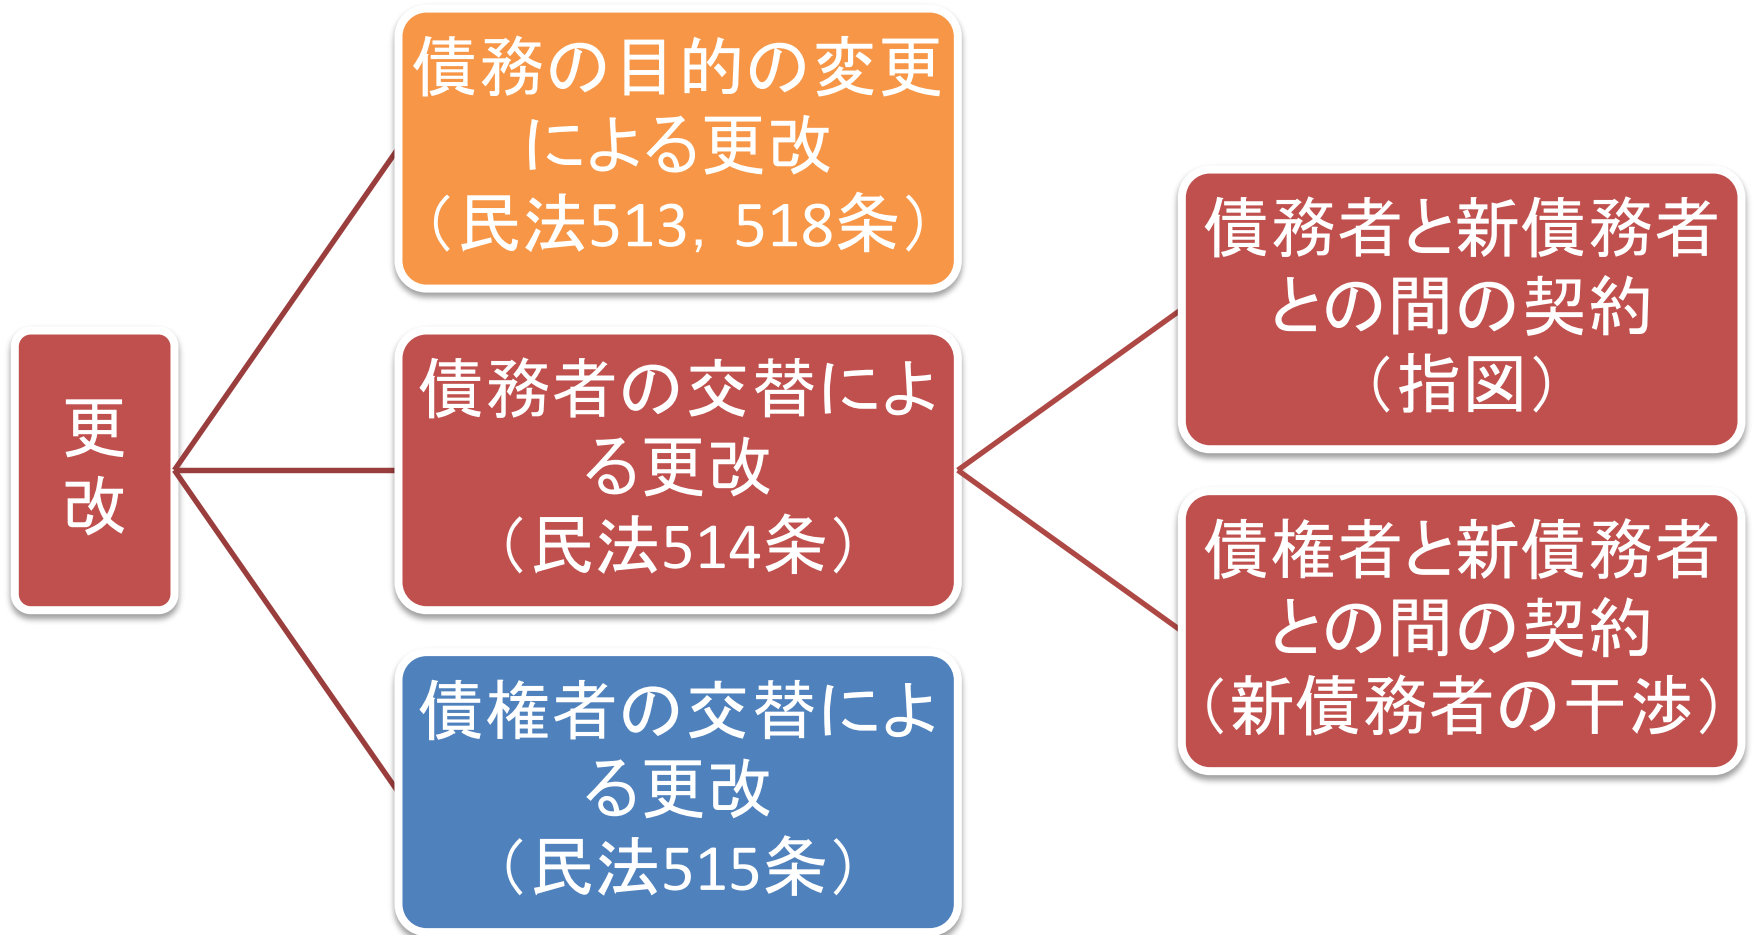 更
改
債務の目的の変更
による更改
（民法513，518条）
債務者の交替によ
る更改
（民法514条）
債権者の交替によ
る更改
（民法515条）
債務者と新債務者
との間の契約
（指図）
債権者と新債務者
との間の契約
（新債務者の干渉）